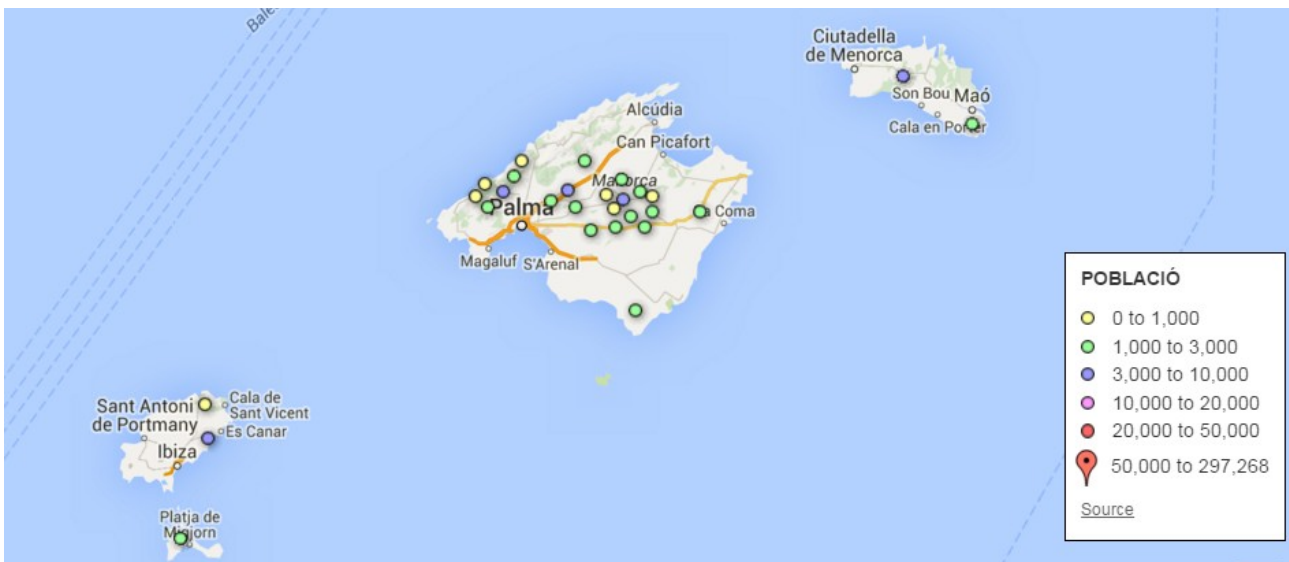 Bale
Ciutadella
de Menorca
Son Bou
Maó
Cala en Porter
Alcúdia
Can Picafort
Mallorca
Palma
Coma
Magaluf
S'Arenal
POBLACIÓ
0 to 1,000
1,000 to 3,000
3,000 to 10,000
10,000 to 20,000
20,000 to 50,000
50,000 to 297,268
Source
Sant Antoni
de Portmany
Cala de
Sant Vicent
Es Canar
Ibiza
Platja de
Migjorn